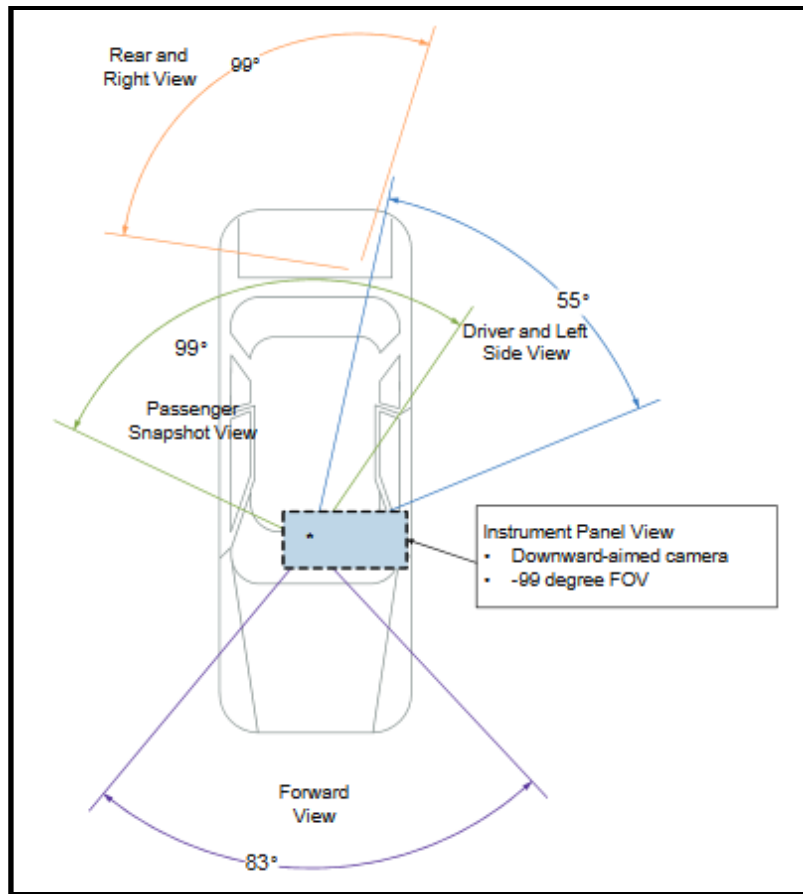 Rear and
Right View
99°
55°
Driver and Left
Side View
99°
Passenger
Snapshot View
*
Instrument Panel View
• Downward-aimed camera
• -99 degree FOV
Forward
View
83°